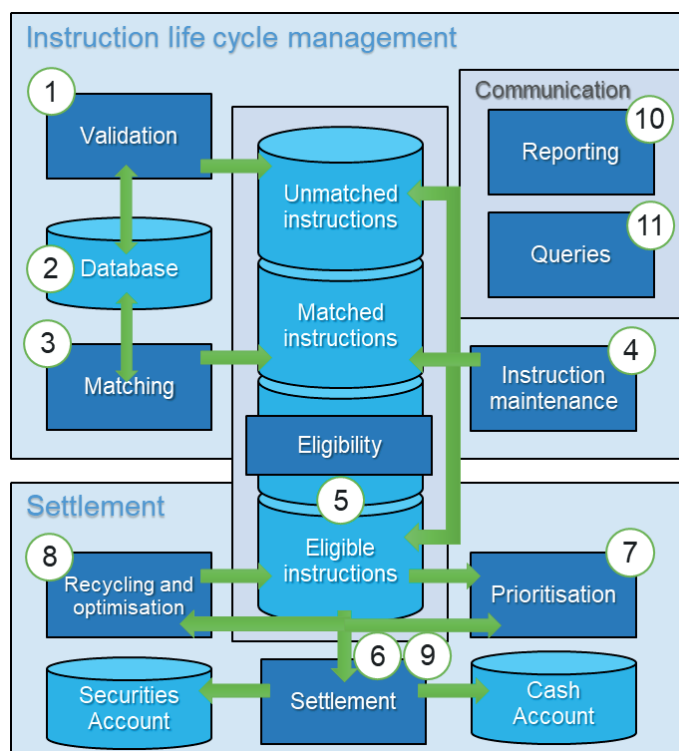 Instruction life cycle management
1
Validation
Communication
10
Reporting
Unmatched
instructions
11
Queries
2
Database
Matched
instructions
3
Matching
4
Instruction
maintenance
Eligibility
5
Settlement
8
Recycling and
optimisation
Eligible
instructions
7
Prioritisation
6
9
Securities
Account
Settlement
Cash
Account